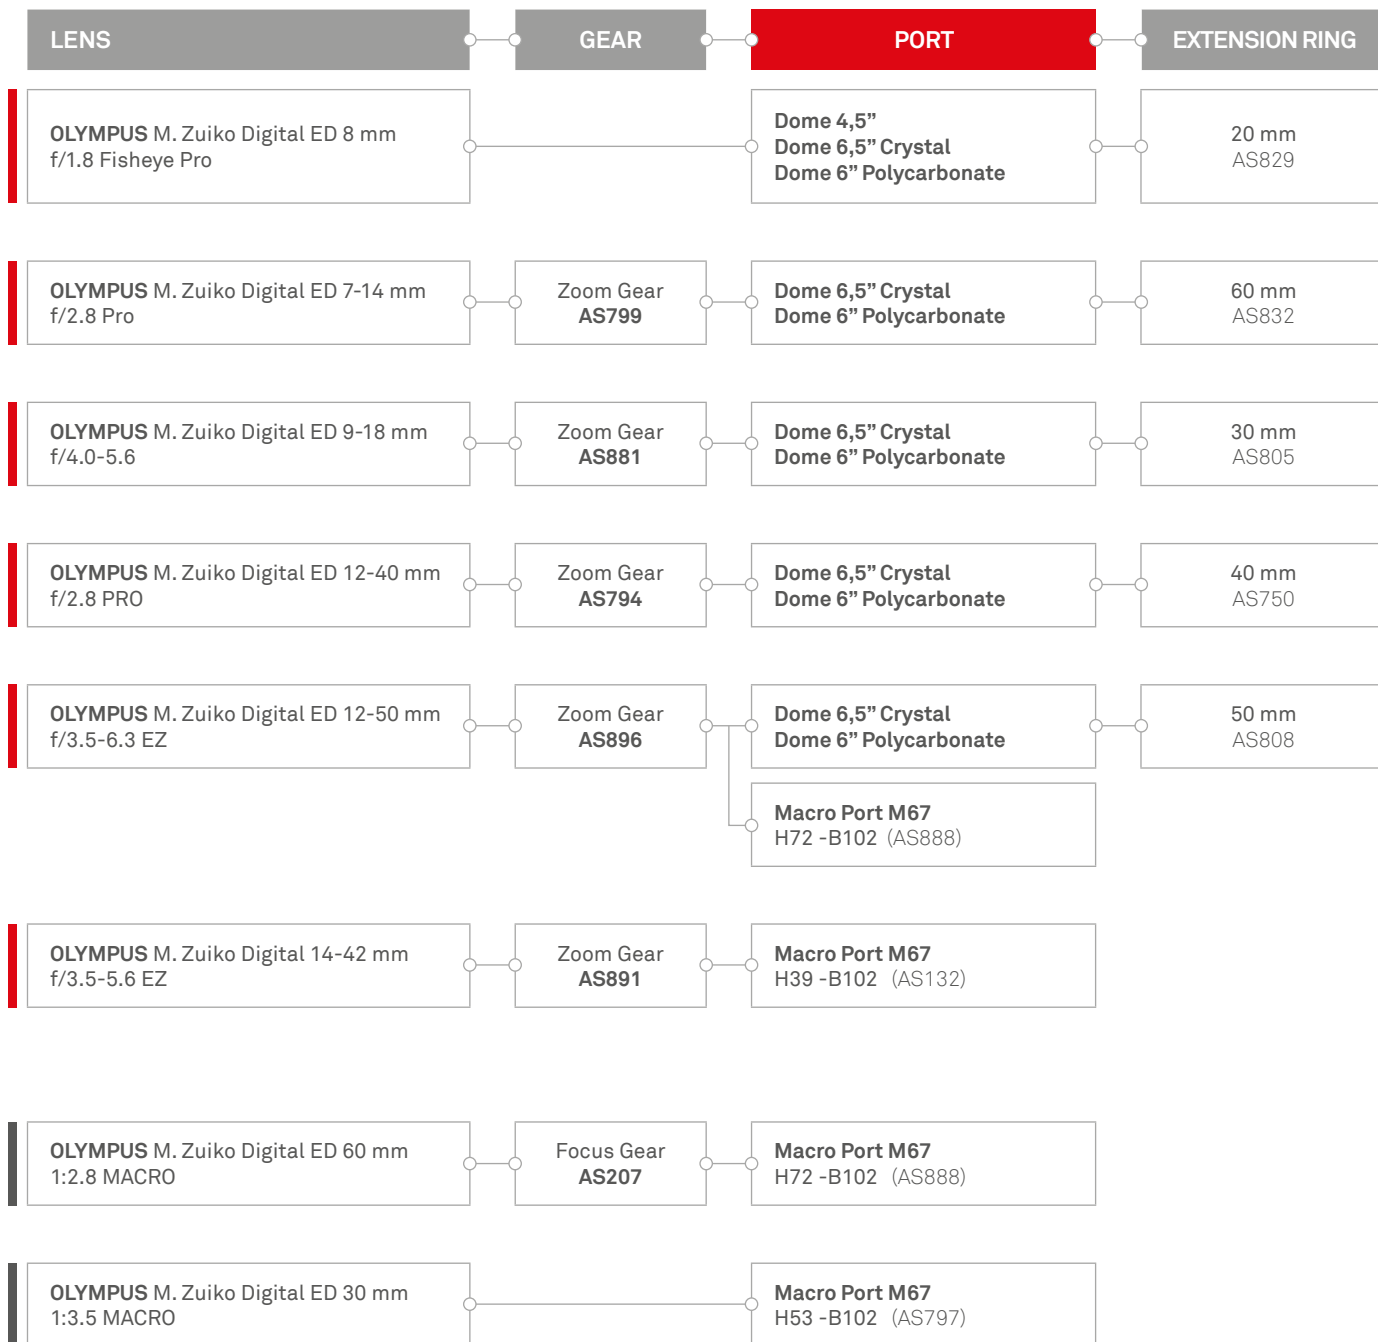 LENS
GEAR
PORT
EXTENSION RING
OLYMPUS M. Zuiko Digital ED 8 mm
f/1.8 Fisheye Pro
Dome 4,5”
Dome 6,5” Crystal
Dome 6” Polycarbonate
20 mm
AS829
OLYMPUS M. Zuiko Digital ED 7-14 mm
f/2.8 Pro
Zoom Gear
AS799
Dome 6,5” Crystal
Dome 6” Polycarbonate
60 mm
AS832
OLYMPUS M. Zuiko Digital ED 9-18 mm
f/4.0-5.6
Zoom Gear
AS881
Dome 6,5” Crystal
Dome 6” Polycarbonate
30 mm
AS805
OLYMPUS M. Zuiko Digital ED 12-40 mm
f/2.8 PRO
Zoom Gear
AS794
Dome 6,5” Crystal
Dome 6” Polycarbonate
40 mm
AS750
OLYMPUS M. Zuiko Digital ED 12-50 mm
f/3.5-6.3 EZ
Zoom Gear
AS896
Dome 6,5” Crystal
Dome 6” Polycarbonate
50 mm
AS808
Macro Port M67
H72 -B102 (AS888)
OLYMPUS M. Zuiko Digital 14-42 mm
f/3.5-5.6 EZ
Zoom Gear
AS891
Macro Port M67
H39 -B102 (AS132)
OLYMPUS M. Zuiko Digital ED 60 mm
1:2.8 MACRO
Focus Gear
AS207
Macro Port M67
H72 -B102 (AS888)
OLYMPUS M. Zuiko Digital ED 30 mm
1:3.5 MACRO
Macro Port M67
H53 -B102 (AS797)